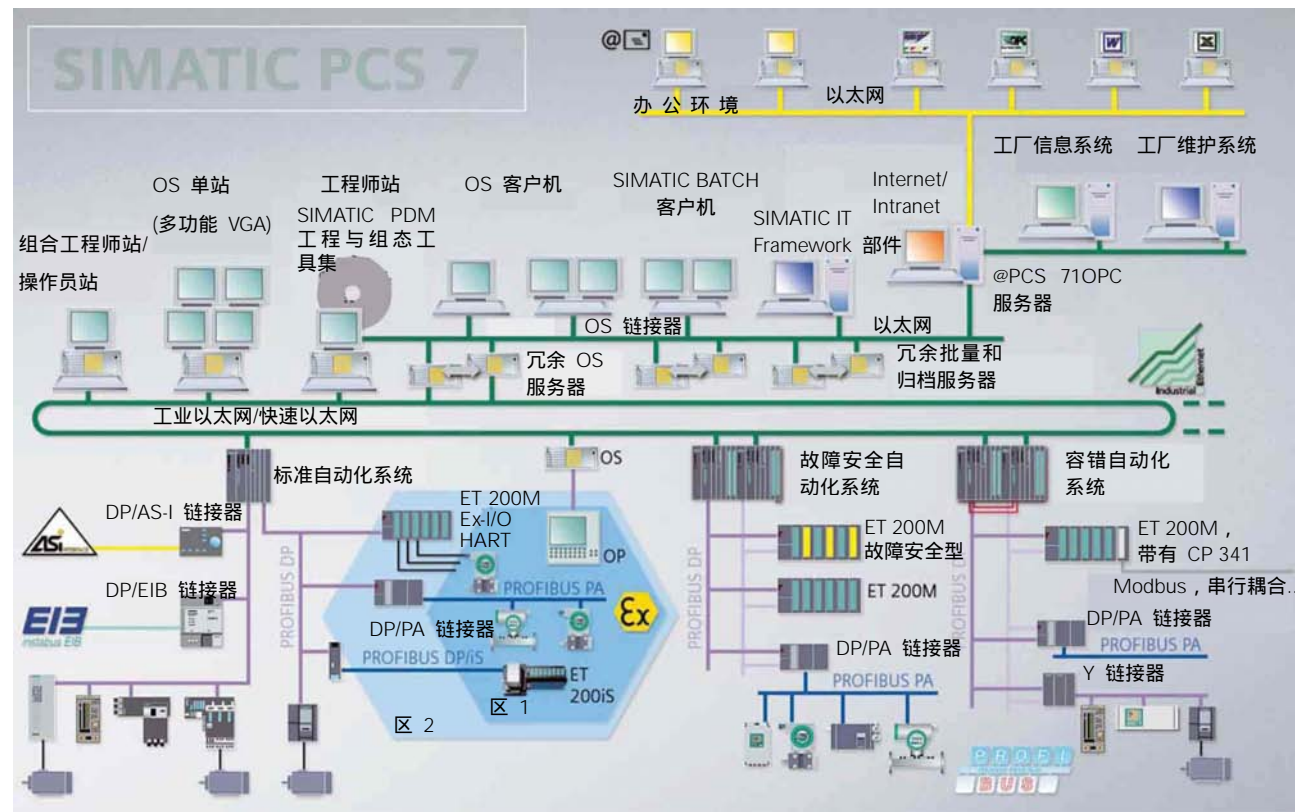 SIMATIC PCS 7
@
办公环境
以太网
工厂信息系统
工厂维护系统
OS 单站
(多功能 VGA)
工程师站
SIMATIC PDM
工程与组态工
具集
OS 客户机
SIMATIC BATCH
客户机
SIMATIC IT
Framework
Internet/
Intranet
部件
组合工程师站/
操作员站
@PCS 71OPC
服务器
OS 链接器
以太网
冗余 OS
服务器
冗余批量和
归档服务器
Industrial
Ethernet
工业以太网/快速以太网
标准自动化系统
OS
故障安全自
动化系统
容错自动化
系统
DP/AS-I 链接器
ET 200M
Ex-I/O
HART
OP
ET 200M
故障安全型
ET 200M ,
带有 CP 341
Modbus , 串行耦合..
DP/EIB 链接器
EIB
instabus EIB
PROFIBUS DP
PROFIBUS PA
DP/PA 链接器
Ex
PROFIBUS DP/iS
ET
200iS
区 1
区 2
PROFIBUS DP
ET 200M
DP/PA 链接器
PROFIBUS PA
PROFIBUS DP
DP/PA 链接器
PROFIBUS PA
Y 链接器
PROFI
BUS